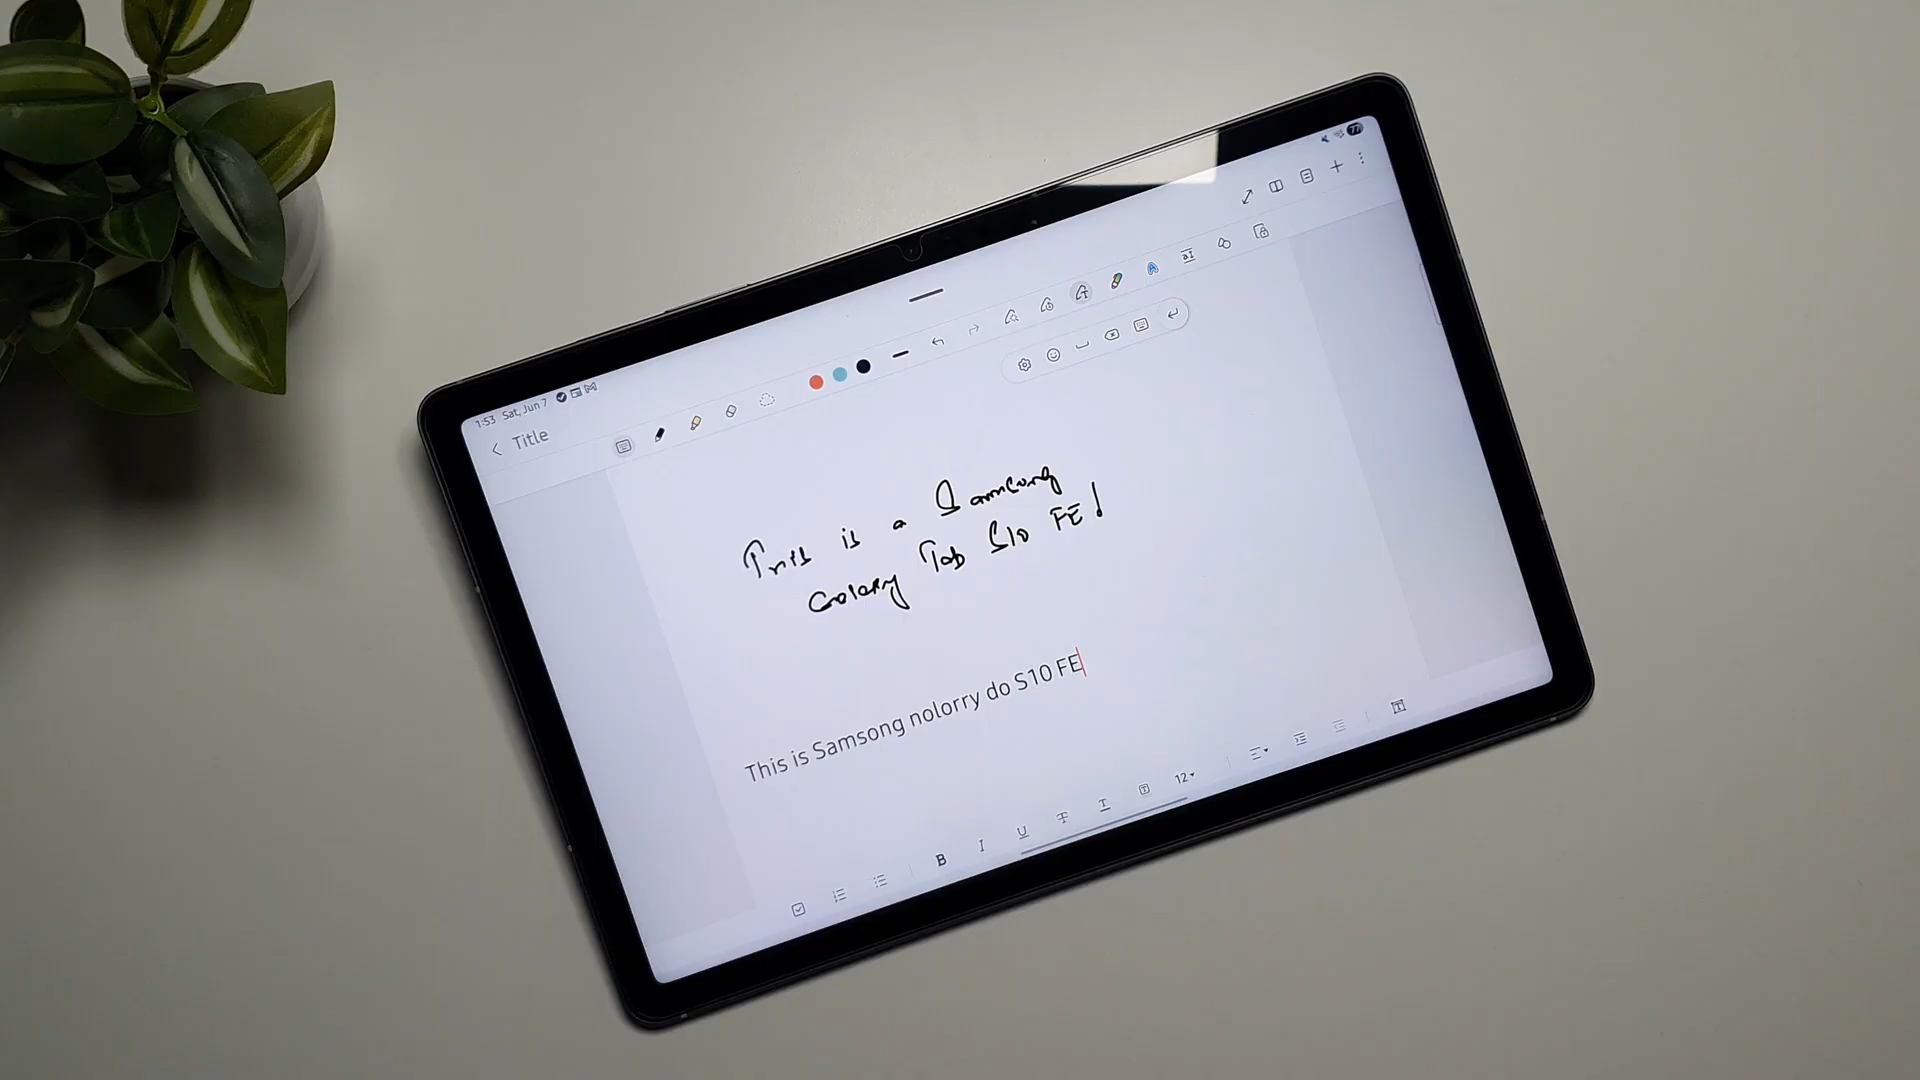 1:53 Sat, Jun 7
77
Title
This is a Samsung
Galaxy Tab S10 FE!
This is Samsong nolorry do S10 FE
B I U T T T 12